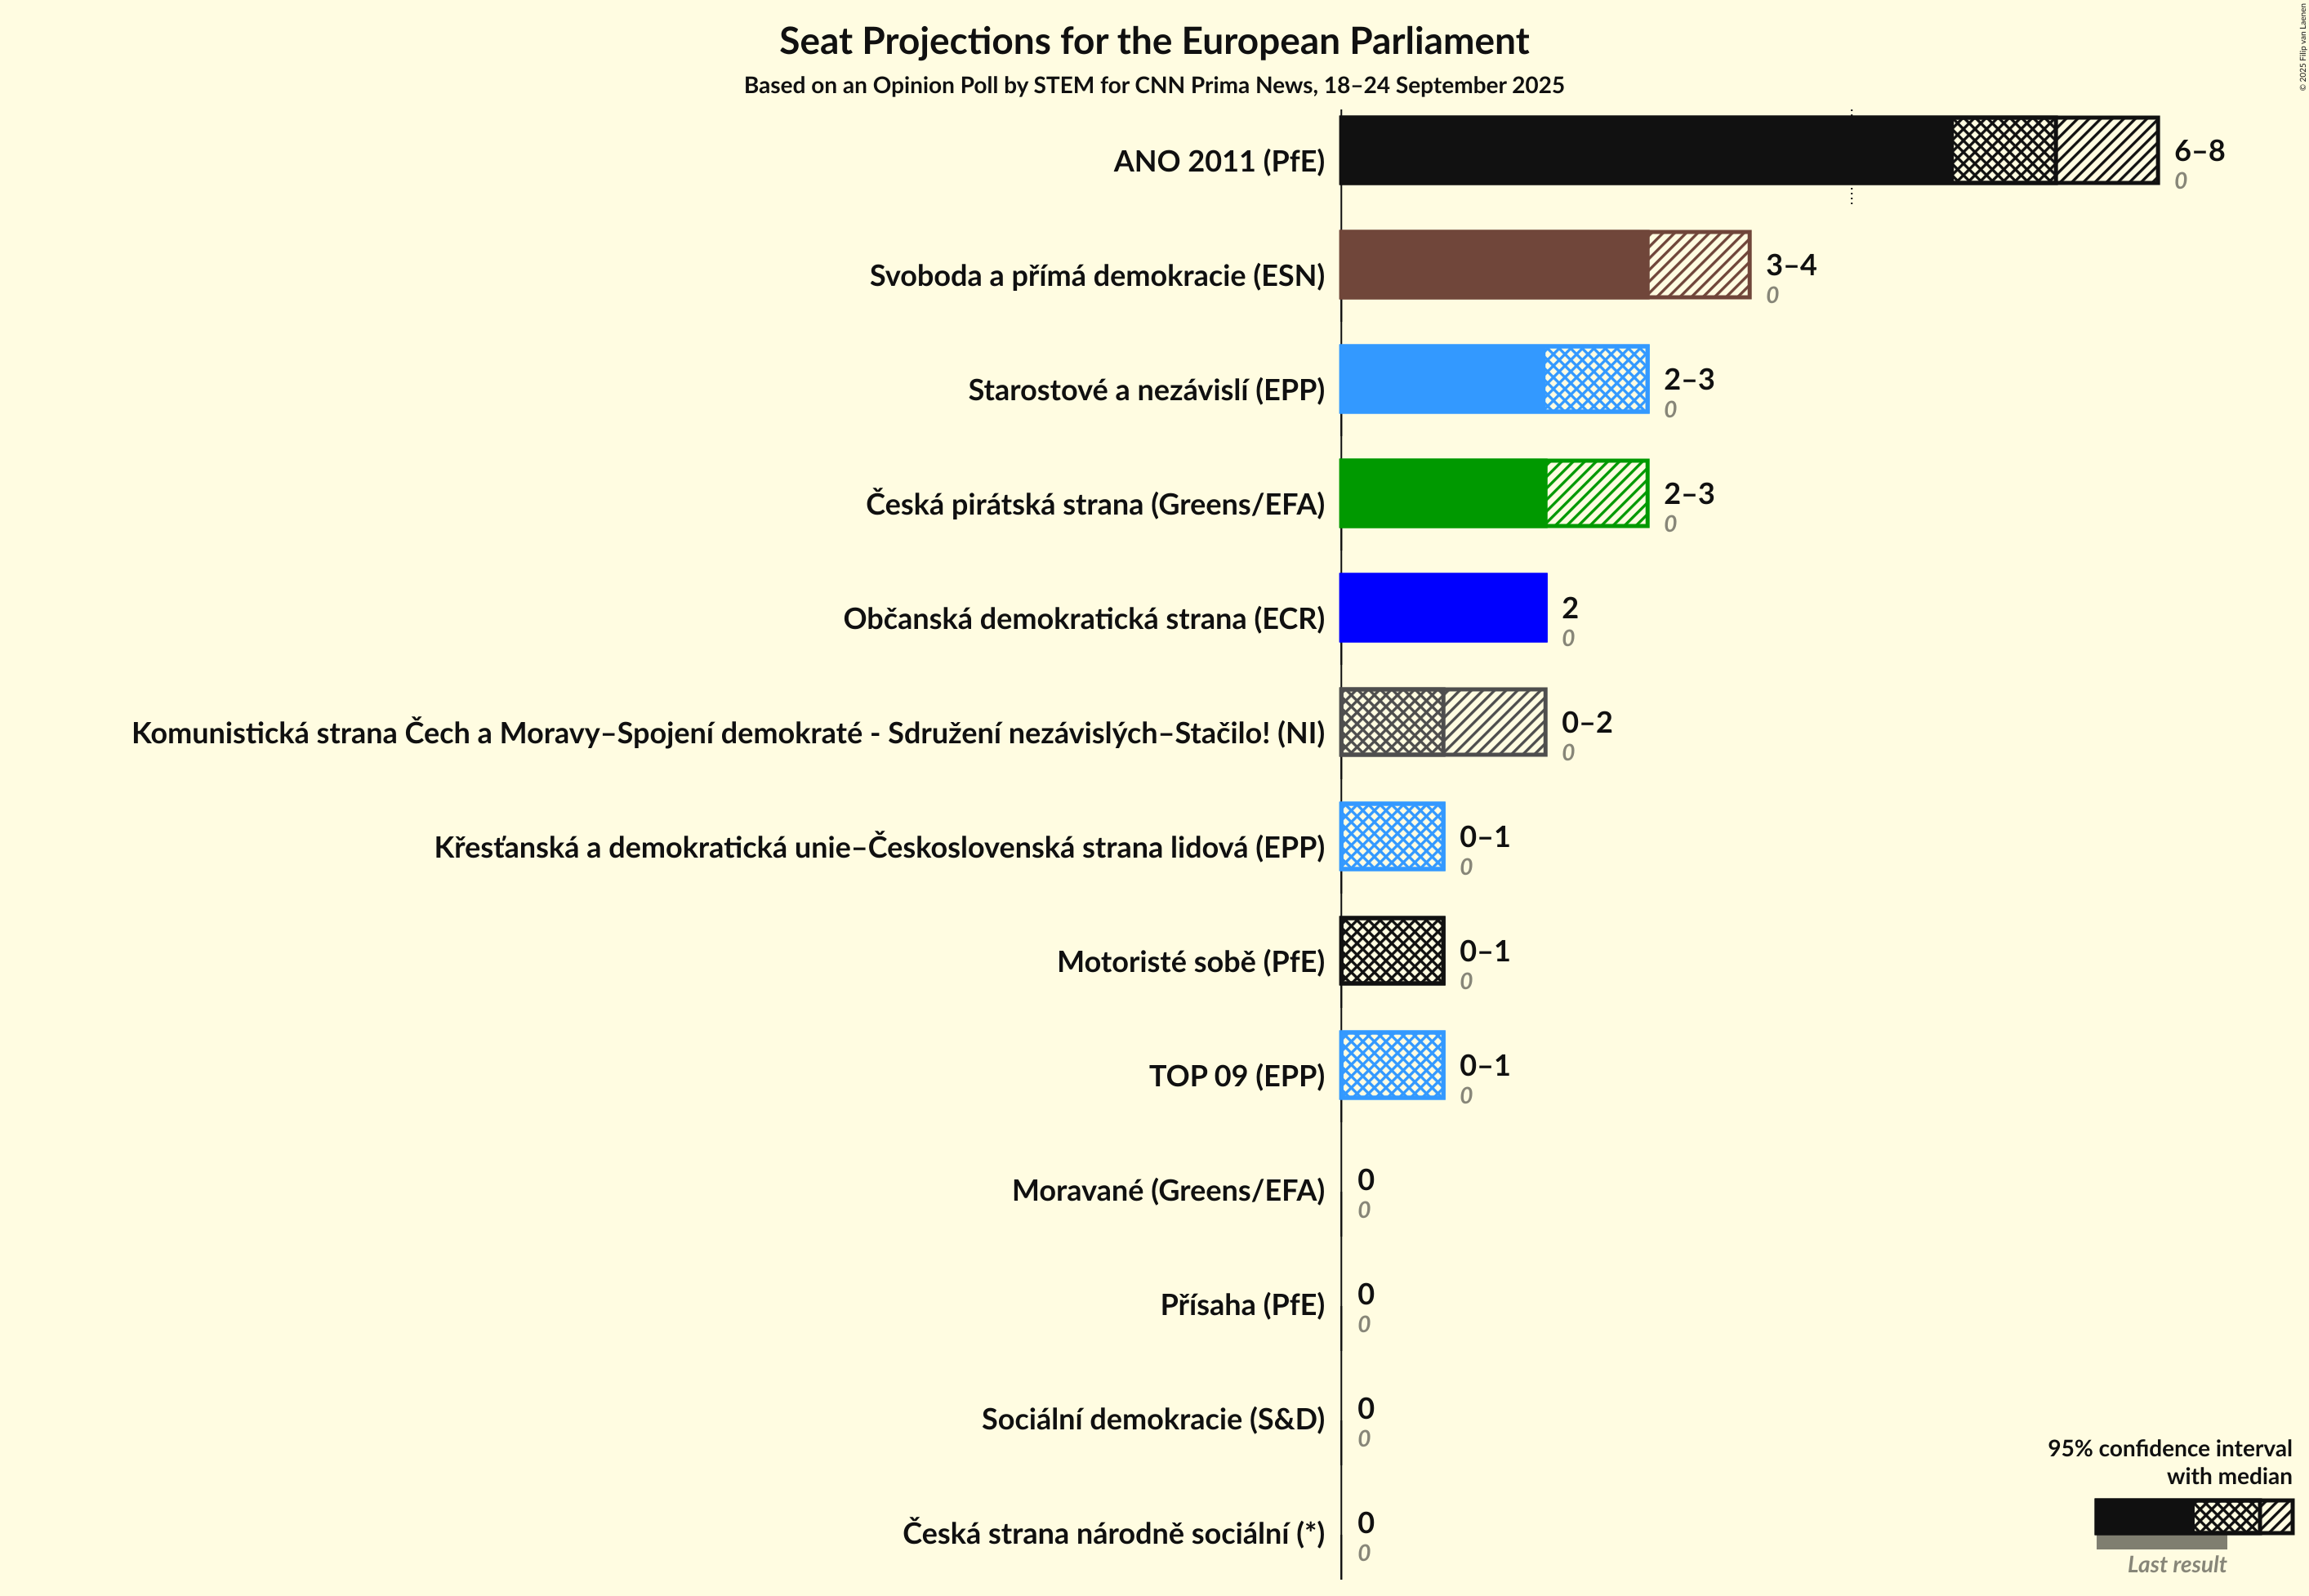 Seat Projections for the European Parliament
Based on an Opinion Poll by STEM for CNN Prima News, 18–24 September 2025
© 2025 Filip van Laenen
ANO 2011 (PfE)
6–8
0
Svoboda a přímá demokracie (ESN)
3–4
0
Starostové a nezávislí (EPP)
2–3
0
Česká pirátská strana (Greens/EFA)
2–3
0
Občanská demokratická strana (ECR)
2
0
Komunistická strana Čech a Moravy–Spojení demokraté - Sdružení nezávislých–Stačilo! (NI)
0–2
0
Křesťanská a demokratická unie–Československá strana lidová (EPP)
0–1
0
Motoristé sobě (PfE)
0–1
0
TOP 09 (EPP)
0–1
0
Moravané (Greens/EFA)
0
0
Přísaha (PfE)
0
0
Sociální demokracie (S&D)
0
0
Česká strana národně sociální (*)
0
0
95% confidence interval
with median
Last result